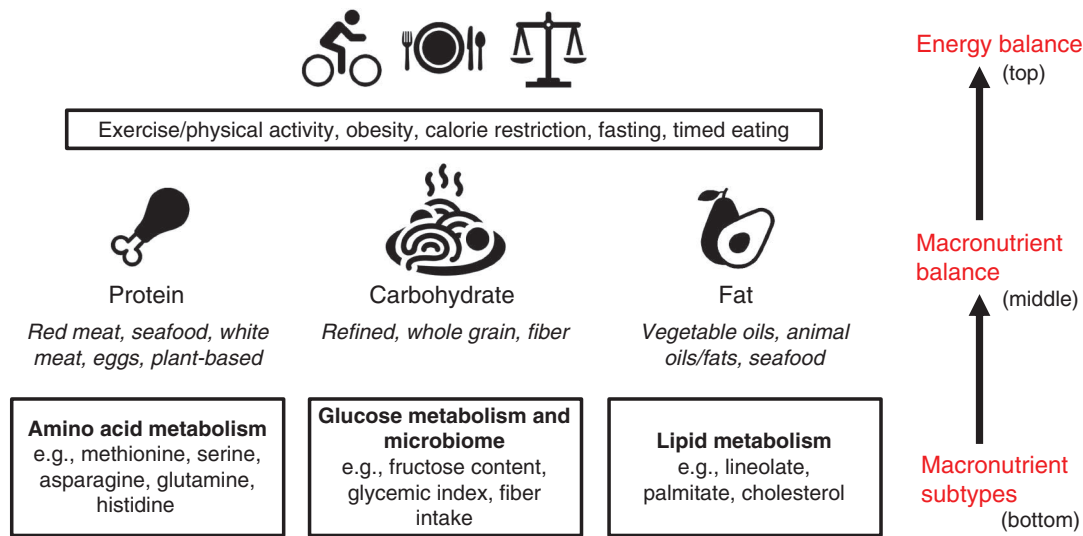 Energy balance
(top)
Exercise/physical activity, obesity, calorie restriction, fasting, timed eating
Macronutrient
balance
(middle)
Protein
Carbohydrate
Fat
Red meat, seafood, white
meat, eggs, plant-based
Refined, whole grain, fiber
Vegetable oils, animal
oils/fats, seafood
Amino acid metabolism
e.g., methionine, serine,
asparagine, glutamine,
histidine
Glucose metabolism and
microbiome
e.g., fructose content,
glycemic index, fiber
intake
Lipid metabolism
e.g., lineolate,
palmitate, cholesterol
Macronutrient
subtypes
(bottom)